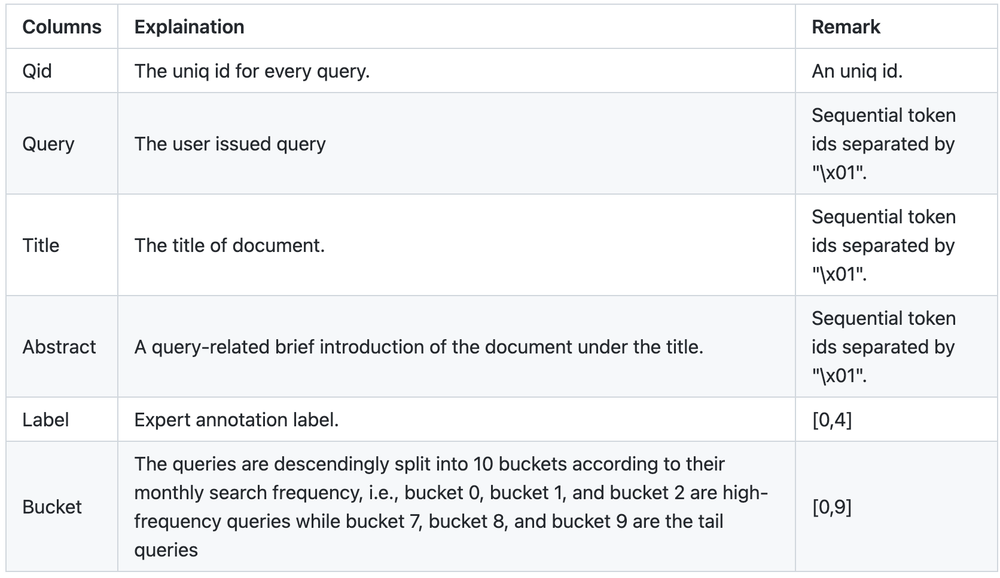 Columns Explaination Remark
Qid The uniq id for every query. An uniq id.
Query The user issued query Sequential token
ids separated by
"\x01".
Title The title of document. Sequential token
ids separated by
"\x01".
Abstract A query-related brief introduction of the document under the title. Sequential token
ids separated by
"\x01".
Label Expert annotation label. [0,4]
Bucket The queries are descendingly split into 10 buckets according to their
monthly search frequency, i.e., bucket 0, bucket 1, and bucket 2 are high-
frequency queries while bucket 7, bucket 8, and bucket 9 are the tail
queries [0,9]